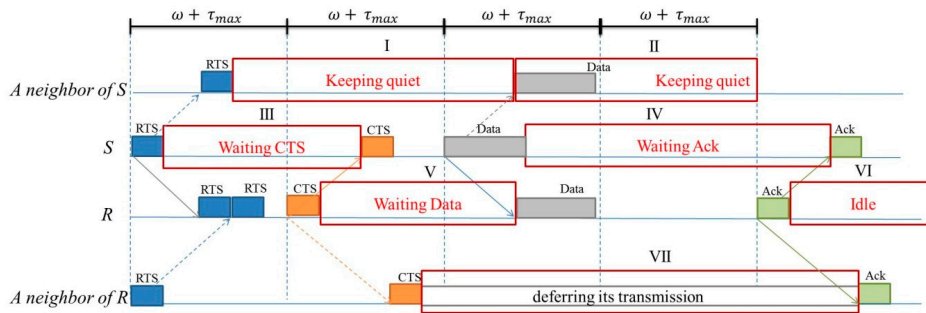 ω + τmax ω + τmax ω + τmax ω + τmax
I II
RTS Data
A neighbor of S Keeping quiet Keeping quiet
III IV
RTS CTS Data Ack
S Waiting CTS Waiting Ack
V VI
RTS RTS CTS Data Ack
R Waiting Data Idle
VII
RTS CTS Ack
A neighbor of R deferring its transmission